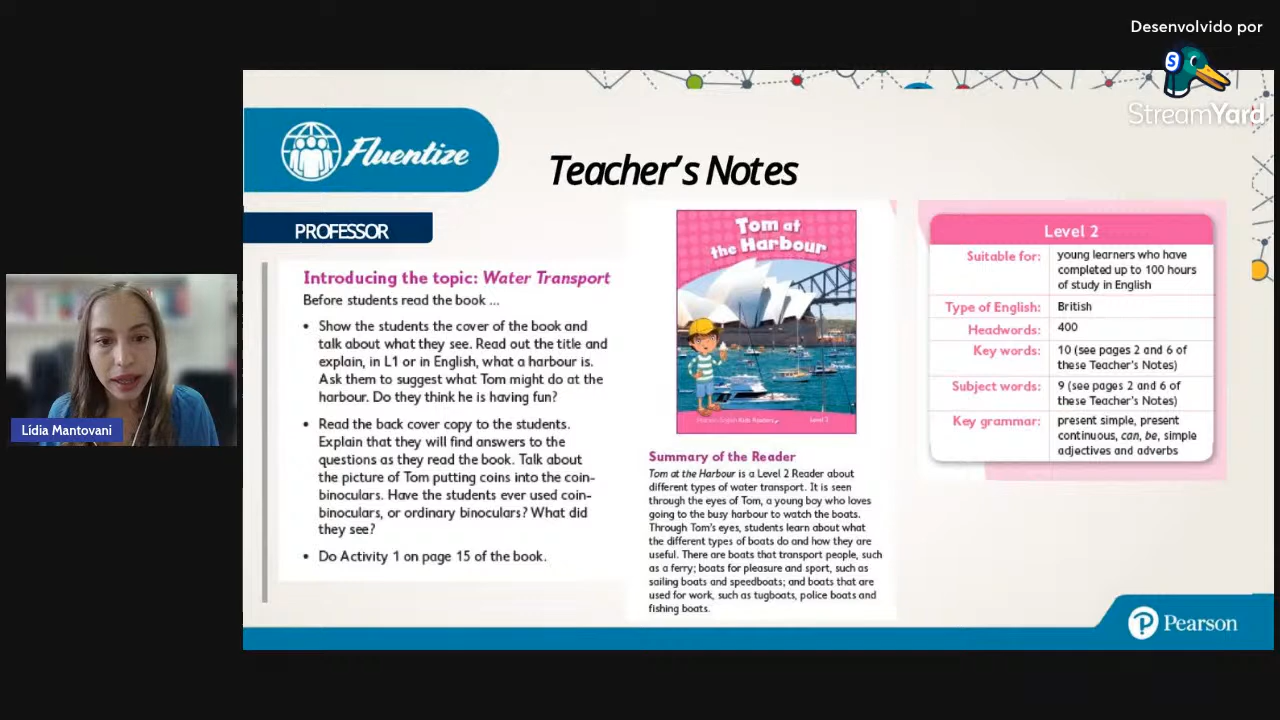 Desenvolvido por
StreamYard
Fluentize
Teacher's Notes
PROFESSOR
Introducing the topic: Water Transport
Before students read the book ...
• Show the students the cover of the book and
talk about what they see. Read out the title and
explain, in L1 or in English, what a harbour is.
Ask them to suggest what Tom might do at the
harbour. Do they think he is having fun?
• Read the back cover copy to the students.
Explain that they will find answers to the
questions as they read the book. Talk about
the picture of Tom putting coins into the coin-
binoculars. Have the students ever used coin-
binoculars, or ordinary binoculars? What did
they see?
• Do Activity 1 on page 15 of the book.
Tom at
the Harbour
Pearson English Kids Readers
Level 2
Summary of the Reader
Tom at the Harbour is a Level 2 Reader about
different types of water transport. It is seen
through the eyes of Tom, a young boy who loves
going to the busy harbour to watch the boats.
Through Tom's eyes, students learn about what
the different types of boats do and how they are
useful. There are boats that transport people, such
as a ferry; boats for pleasure and sport, such as
sailing boats and speedboats; and boats that are
used for work, such as tugboats, police boats and
fishing boats.
Level 2
Suitable for: young learners who have
completed up to 100 hours
of study in English
Type of English: British
Headwords: 400
Key words: 10 (see pages 2 and 6 of
these Teacher's Notes)
Subject words: 9 (see pages 2 and 6 of
these Teacher's Notes)
Key grammar: present simple, present
continuous, can, be, simple
adjectives and adverbs
Lídia Mantovani
Pearson